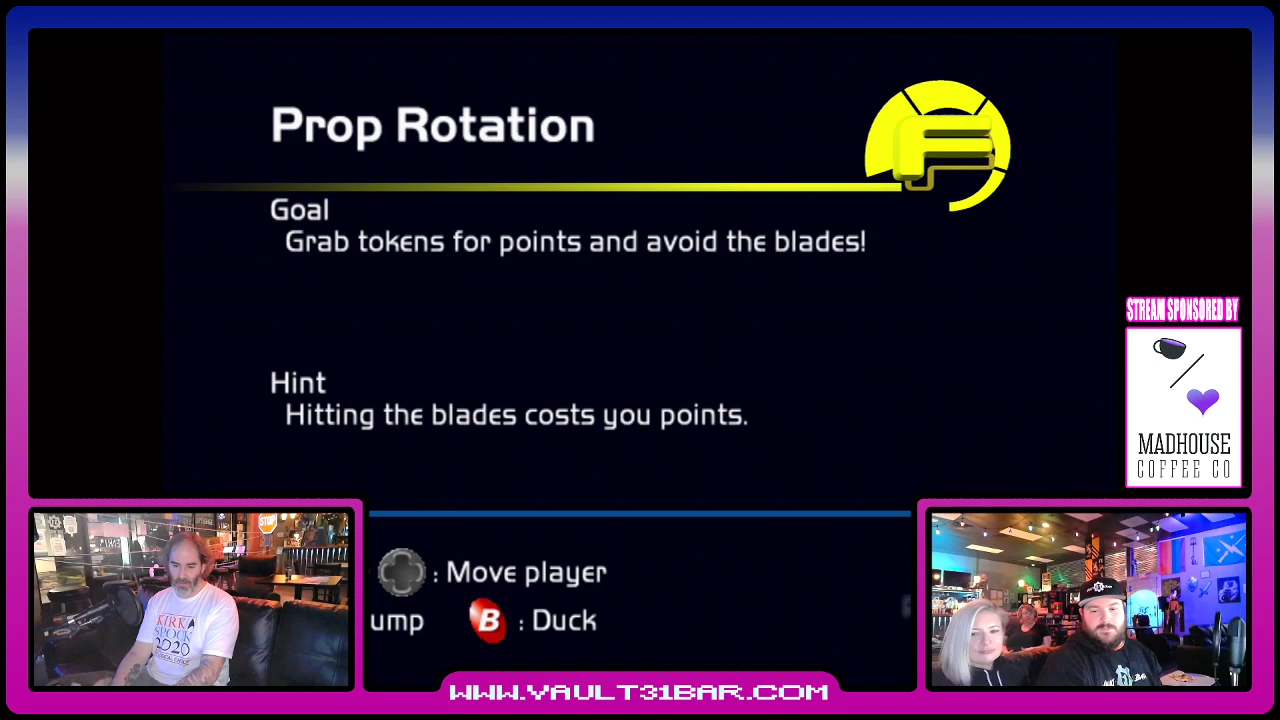 Prop Rotation
F
Goal
Grab tokens for points and avoid the blades!
Hint
Hitting the blades costs you points.
: Move player
ump
B : Duck
STREAM SPONSORED BY
MADHOUSE
COFFEE CO
STOP
KIRK
SPOCK
2020
WWW.VAULT31BAR.COM